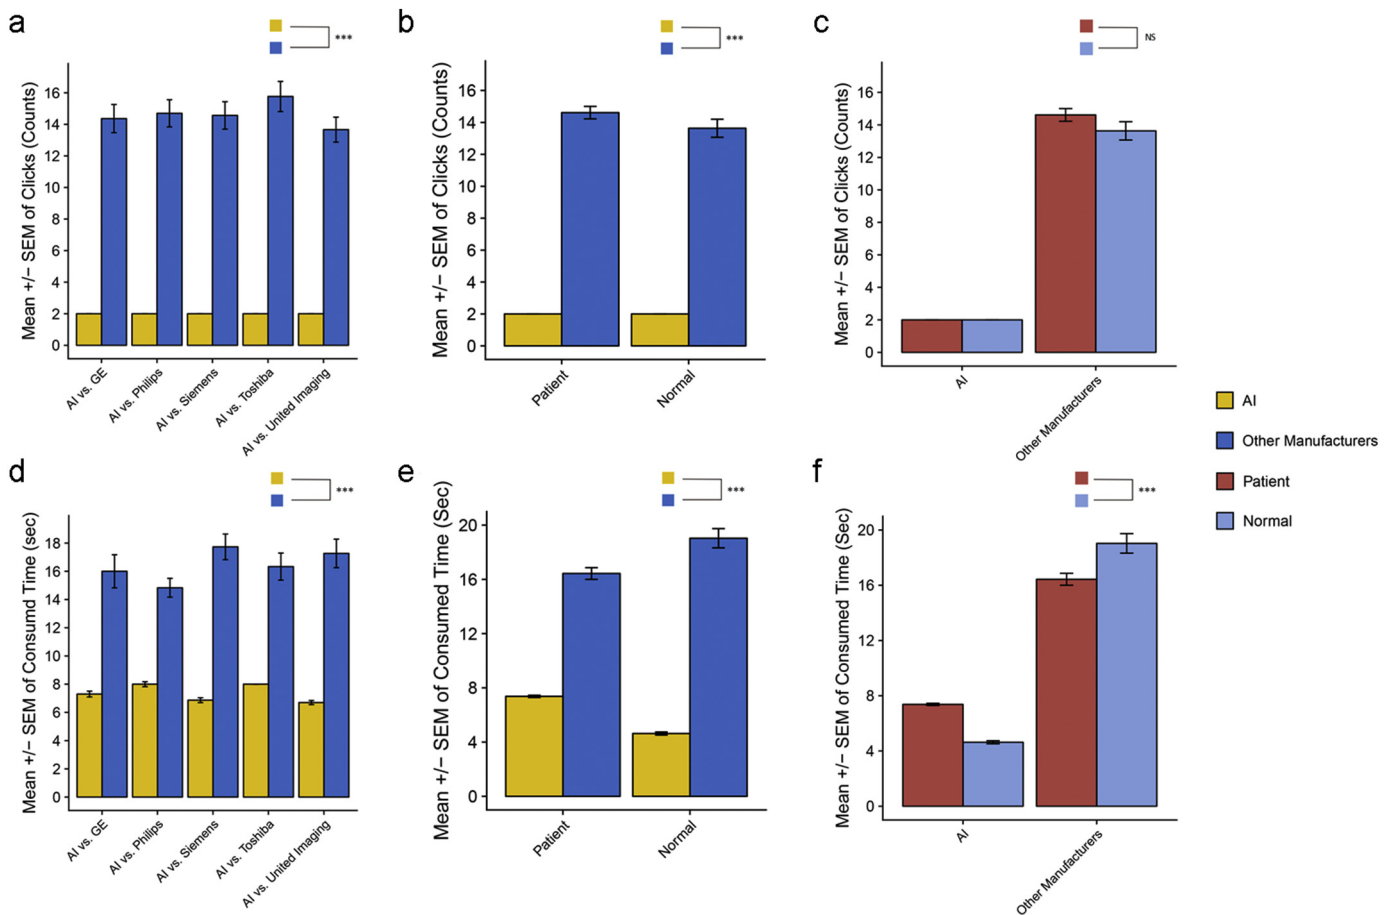 a
***
Mean +/− SEM of Clicks (Counts)
16
14
12
10
8
6
4
2
0
AI vs. GE
AI vs. Philips
AI vs. Siemens
AI vs. Toshiba
AI vs. United Imaging
b
***
Mean +/− SEM of Clicks (Counts)
16
14
12
10
8
6
4
2
0
Patient
Normal
c
NS
Mean +/− SEM of Clicks (Counts)
16
14
12
10
8
6
4
2
0
AI
Other Manufacturers
AI
Other Manufacturers
Patient
Normal
d
***
Mean +/− SEM of Consumd Time (sec)
18
16
14
12
10
8
6
4
2
0
AI vs. GE
AI vs. Philips
AI vs. Siemens
AI vs. Toshiba
AI vs. United Imaging
e
***
Mean +/− SEM of Consumed Time (Sec)
20
16
12
8
4
0
Patient
Normal
f
***
Mean +/− SEM of Consumed Time (Sec)
20
16
12
8
4
0
AI
Other Manufacturers